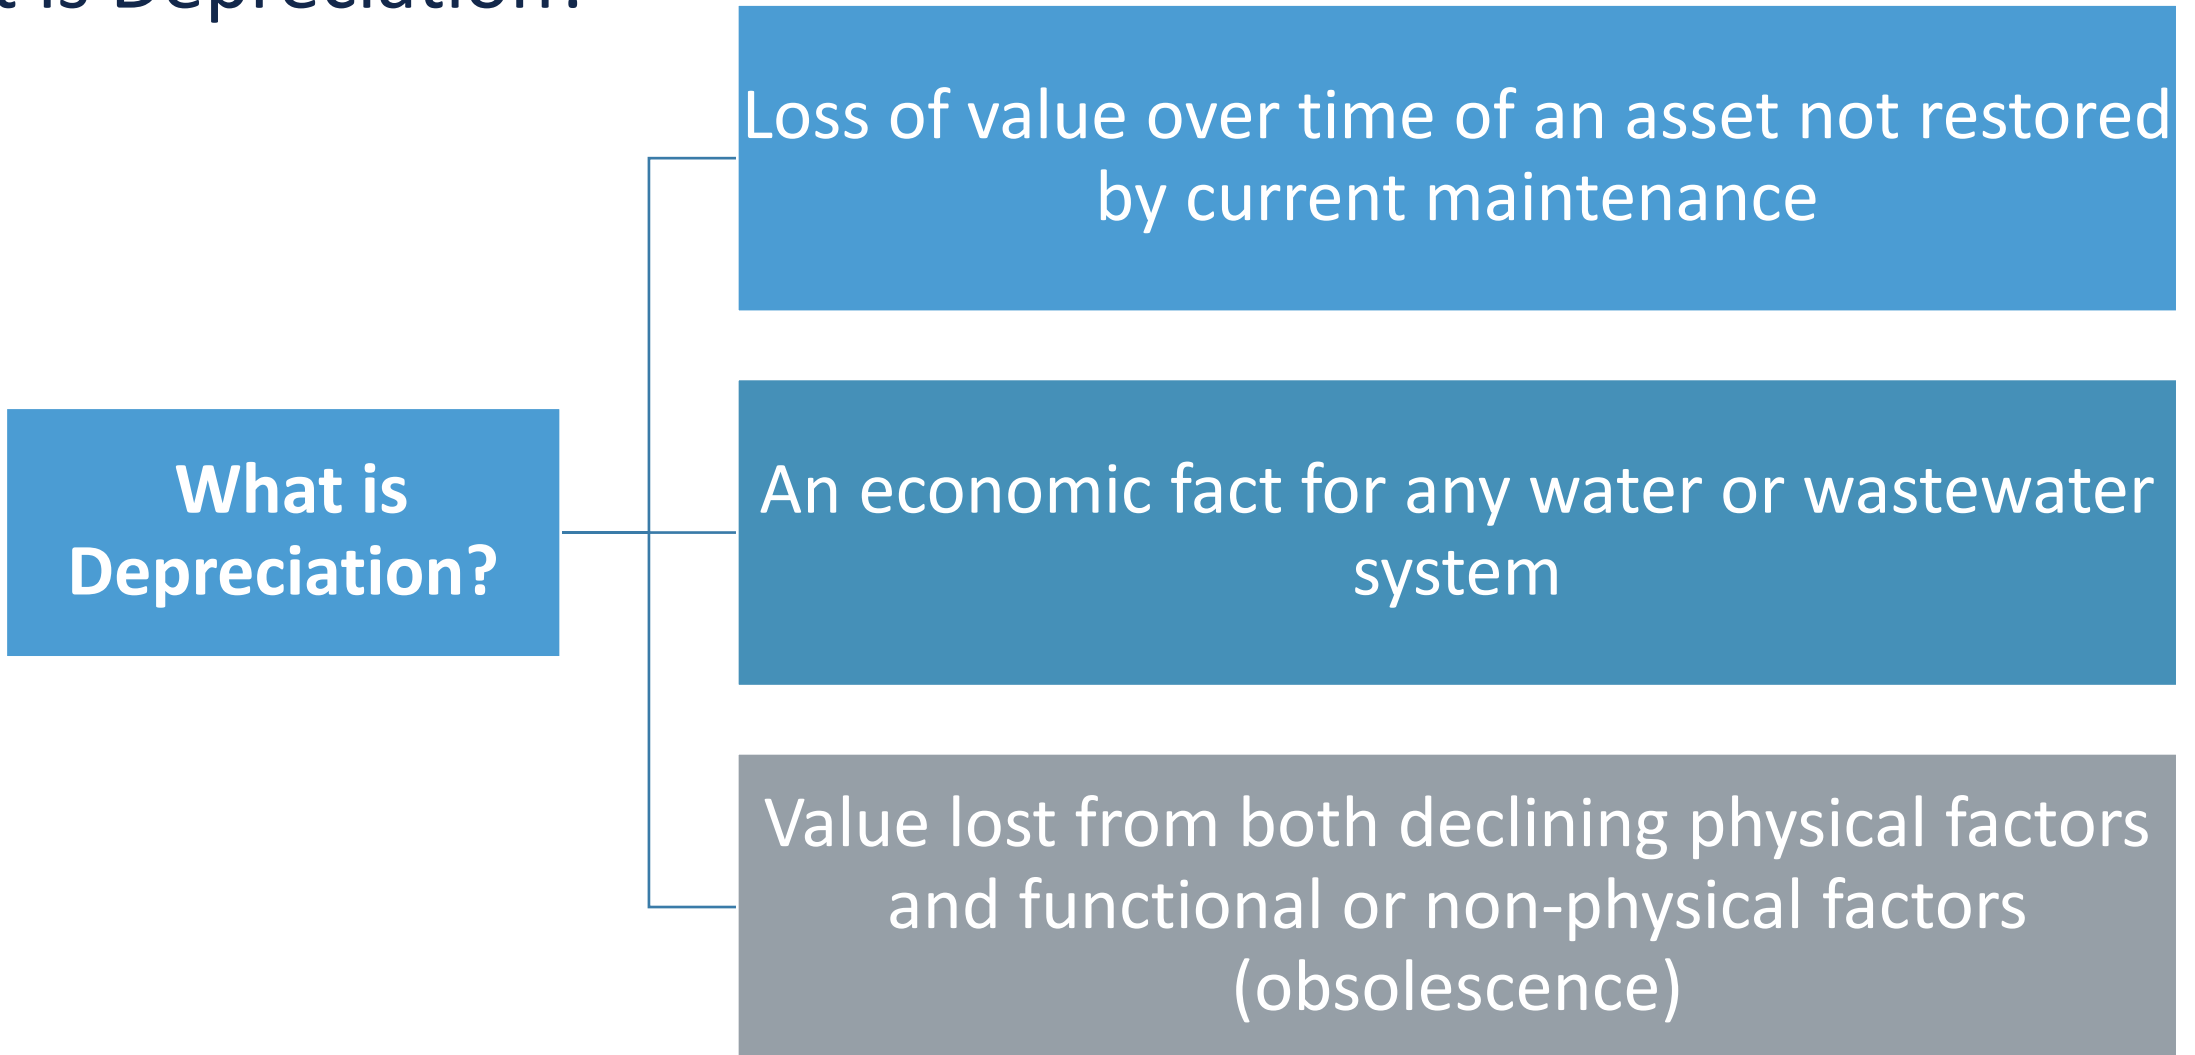 t is Depreciation?
Loss of value over time of an asset not restored
by current maintenance
What is
Depreciation?
An economic fact for any water or wastewater
system
Value lost from both declining physical factors
and functional or non-physical factors
(obsolescence)